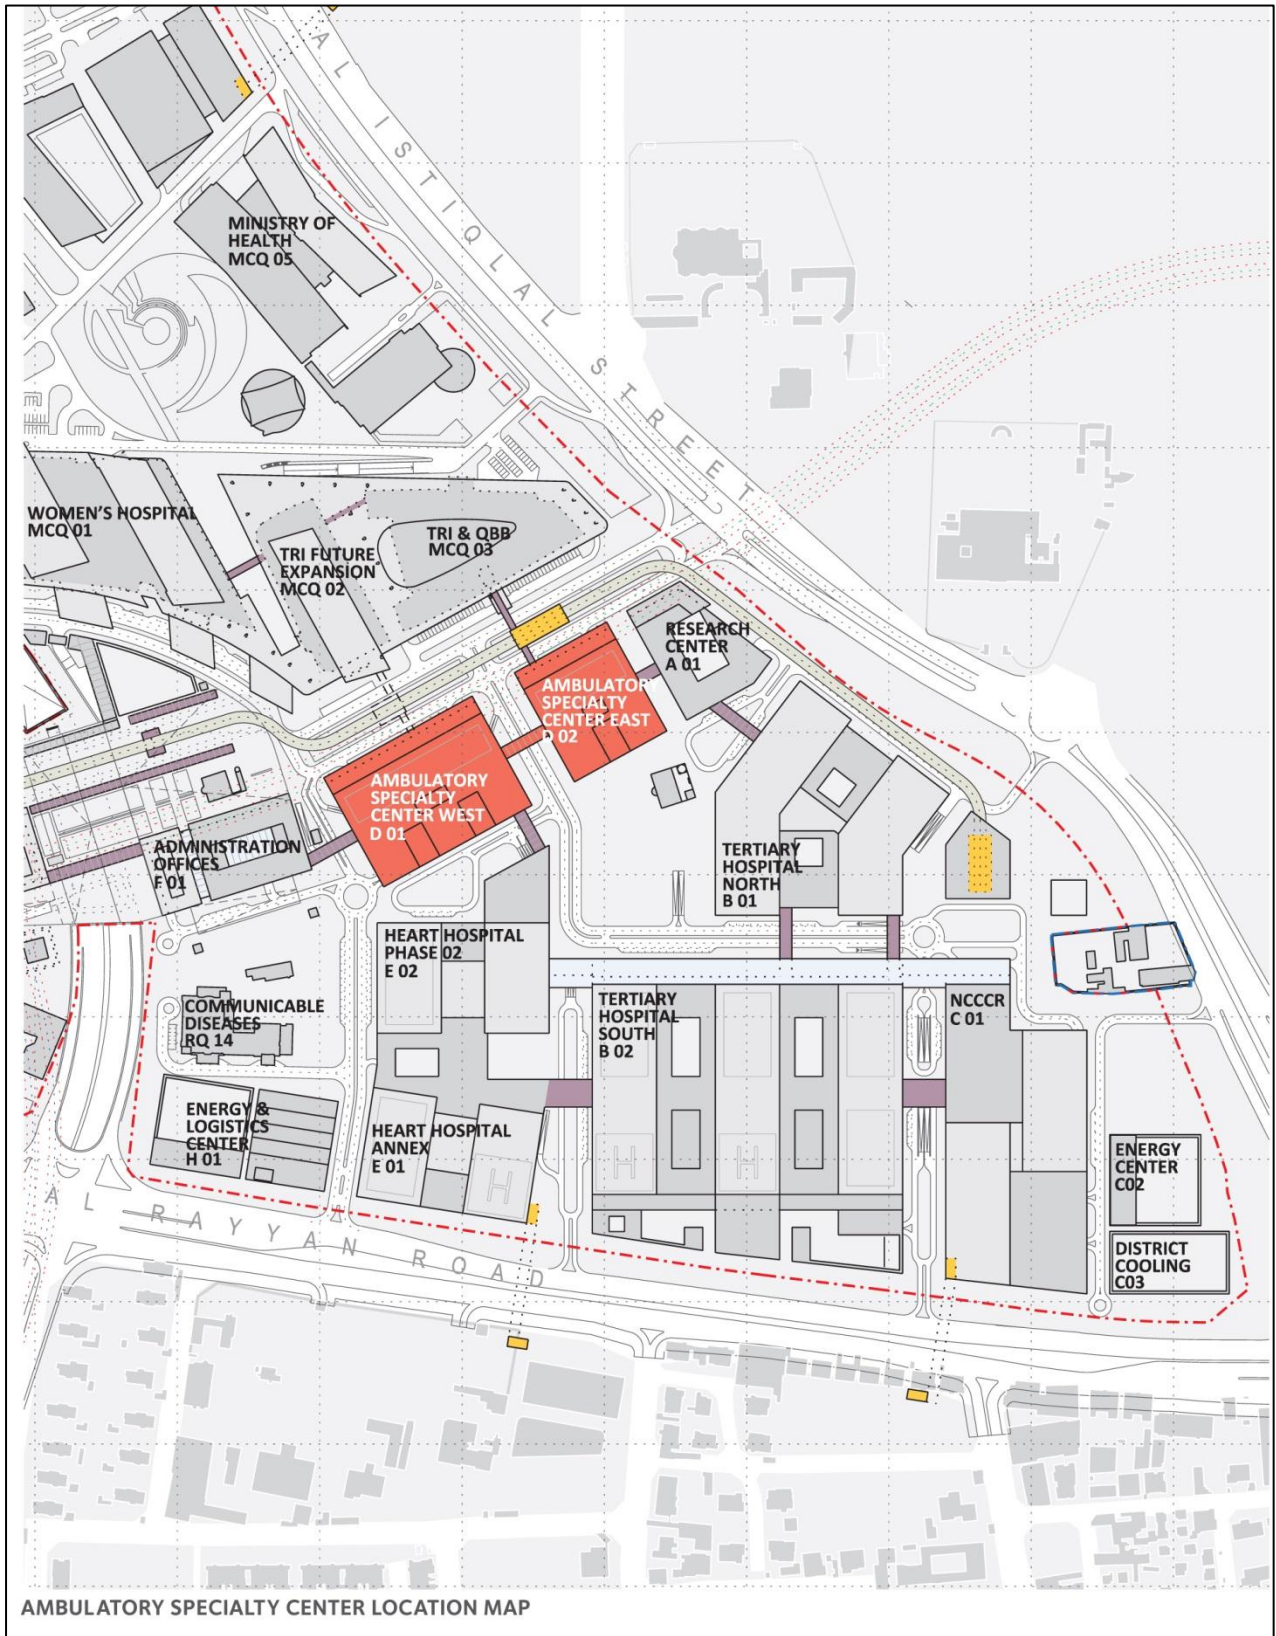 AL ISTIQLAL STREET
MINISTRY OF
HEALTH
MCQ 05
WOMEN'S HOSPITAL
MCQ 01
TRI & QBB
MCQ 03
TRI FUTURE
EXPANSION
MCQ 02
RESEARCH
CENTER
A 01
AMBULATORY
SPECIALTY
CENTER EAST
D 02
AMBULATORY
SPECIALTY
CENTER WEST
D 01
ADMINISTRATION
OFFICES
F 01
TERTIARY
HOSPITAL
NORTH
B 01
HEART HOSPITAL
PHASE 02
E 02
COMMUNICABLE
DISEASES
RQ 14
TERTIARY
HOSPITAL
SOUTH
B 02
NCCCR
C 01
ENERGY &
LOGISTICS
CENTER
H 01
HEART HOSPITAL
ANNEX
E 01
H
H
H
ENERGY
CENTER
C02
DISTRICT
COOLING
C03
AL RAYYAN ROAD
AMBULATORY SPECIALTY CENTER LOCATION MAP